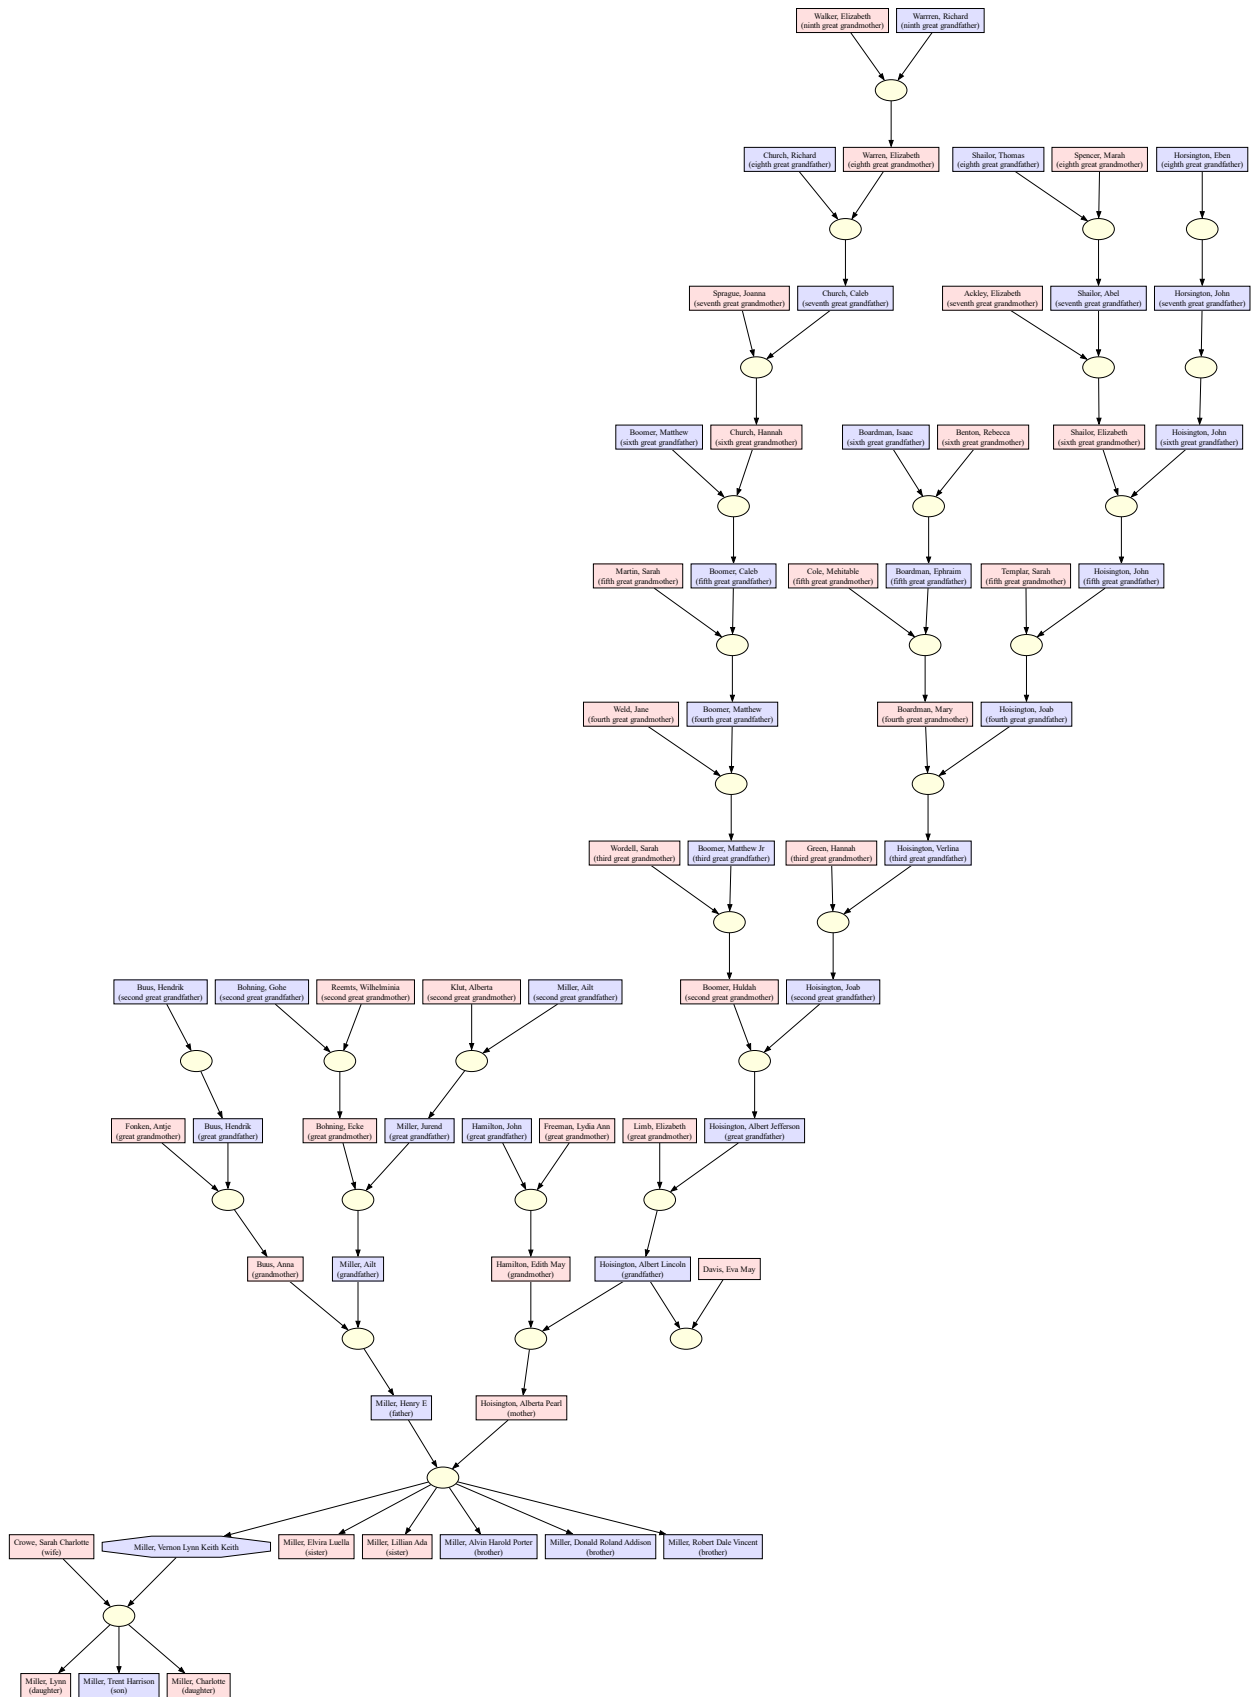 Walker, Elizabeth
(ninth great grandmother)
Warrren, Richard
(ninth great grandfather)
Church, Richard
(eighth great grandfather)
Warren, Elizabeth
(eighth great grandmother)
Shailor, Thomas
(eighth great grandfather)
Spencer, Marah
(eighth great grandmother)
Horsington, Eben
(eighth great grandfather)
Sprague, Joanna
(seventh great grandmother)
Church, Caleb
(seventh great grandfather)
Ackley, Elizabeth
(seventh great grandmother)
Shailor, Abel
(seventh great grandfather)
Horsington, John
(seventh great grandfather)
Boomer, Matthew
(sixth great grandfather)
Church, Hannah
(sixth great grandmother)
Boardman, Isaac
(sixth great grandfather)
Benton, Rebecca
(sixth great grandmother)
Shailor, Elizabeth
(sixth great grandmother)
Hoisington, John
(sixth great grandfather)
Martin, Sarah
(fifth great grandmother)
Boomer, Caleb
(fifth great grandfather)
Cole, Mehitable
(fifth great grandmother)
Boardman, Ephraim
(fifth great grandfather)
Templar, Sarah
(fifth great grandmother)
Hoisington, John
(fifth great grandfather)
Weld, Jane
(fourth great grandmother)
Boomer, Matthew
(fourth great grandfather)
Boardman, Mary
(fourth great grandmother)
Hoisington, Joab
(fourth great grandfather)
Wordell, Sarah
(third great grandmother)
Boomer, Matthew Jr
(third great grandfather)
Green, Hannah
(third great grandmother)
Hoisington, Verlina
(third great grandfather)
Buus, Hendrik
(second great grandfather)
Bohning, Gohe
(second great grandfather)
Reemts, Wilhelminia
(second great grandmother)
Klut, Alberta
(second great grandmother)
Miller, Ailt
(second great grandfather)
Boomer, Huldah
(second great grandmother)
Hoisington, Joab
(second great grandfather)
Fonken, Antje
(great grandmother)
Buus, Hendrik
(great grandfather)
Bohning, Ecke
(great grandmother)
Miller, Jurend
(great grandfather)
Hamilton, John
(great grandfather)
Freeman, Lydia Ann
(great grandmother)
Limb, Elizabeth
(great grandmother)
Hoisington, Albert Jefferson
(great grandfather)
Buus, Anna
(grandmother)
Miller, Ailt
(grandfather)
Hamilton, Edith May
(grandmother)
Hoisington, Albert Lincoln
(grandfather)
Davis, Eva May
Miller, Henry E
(father)
Hoisington, Alberta Pearl
(mother)
Crowe, Sarah Charlotte
(wife)
Miller, Vernon Lynn Keith Keith
Miller, Elvira Luella
(sister)
Miller, Lillian Ada
(sister)
Miller, Alvin Harold Porter
(brother)
Miller, Donald Roland Addison
(brother)
Miller, Robert Dale Vincent
(brother)
Miller, Lynn
(daughter)
Miller, Trent Harrison
(son)
Miller, Charlotte
(daughter)